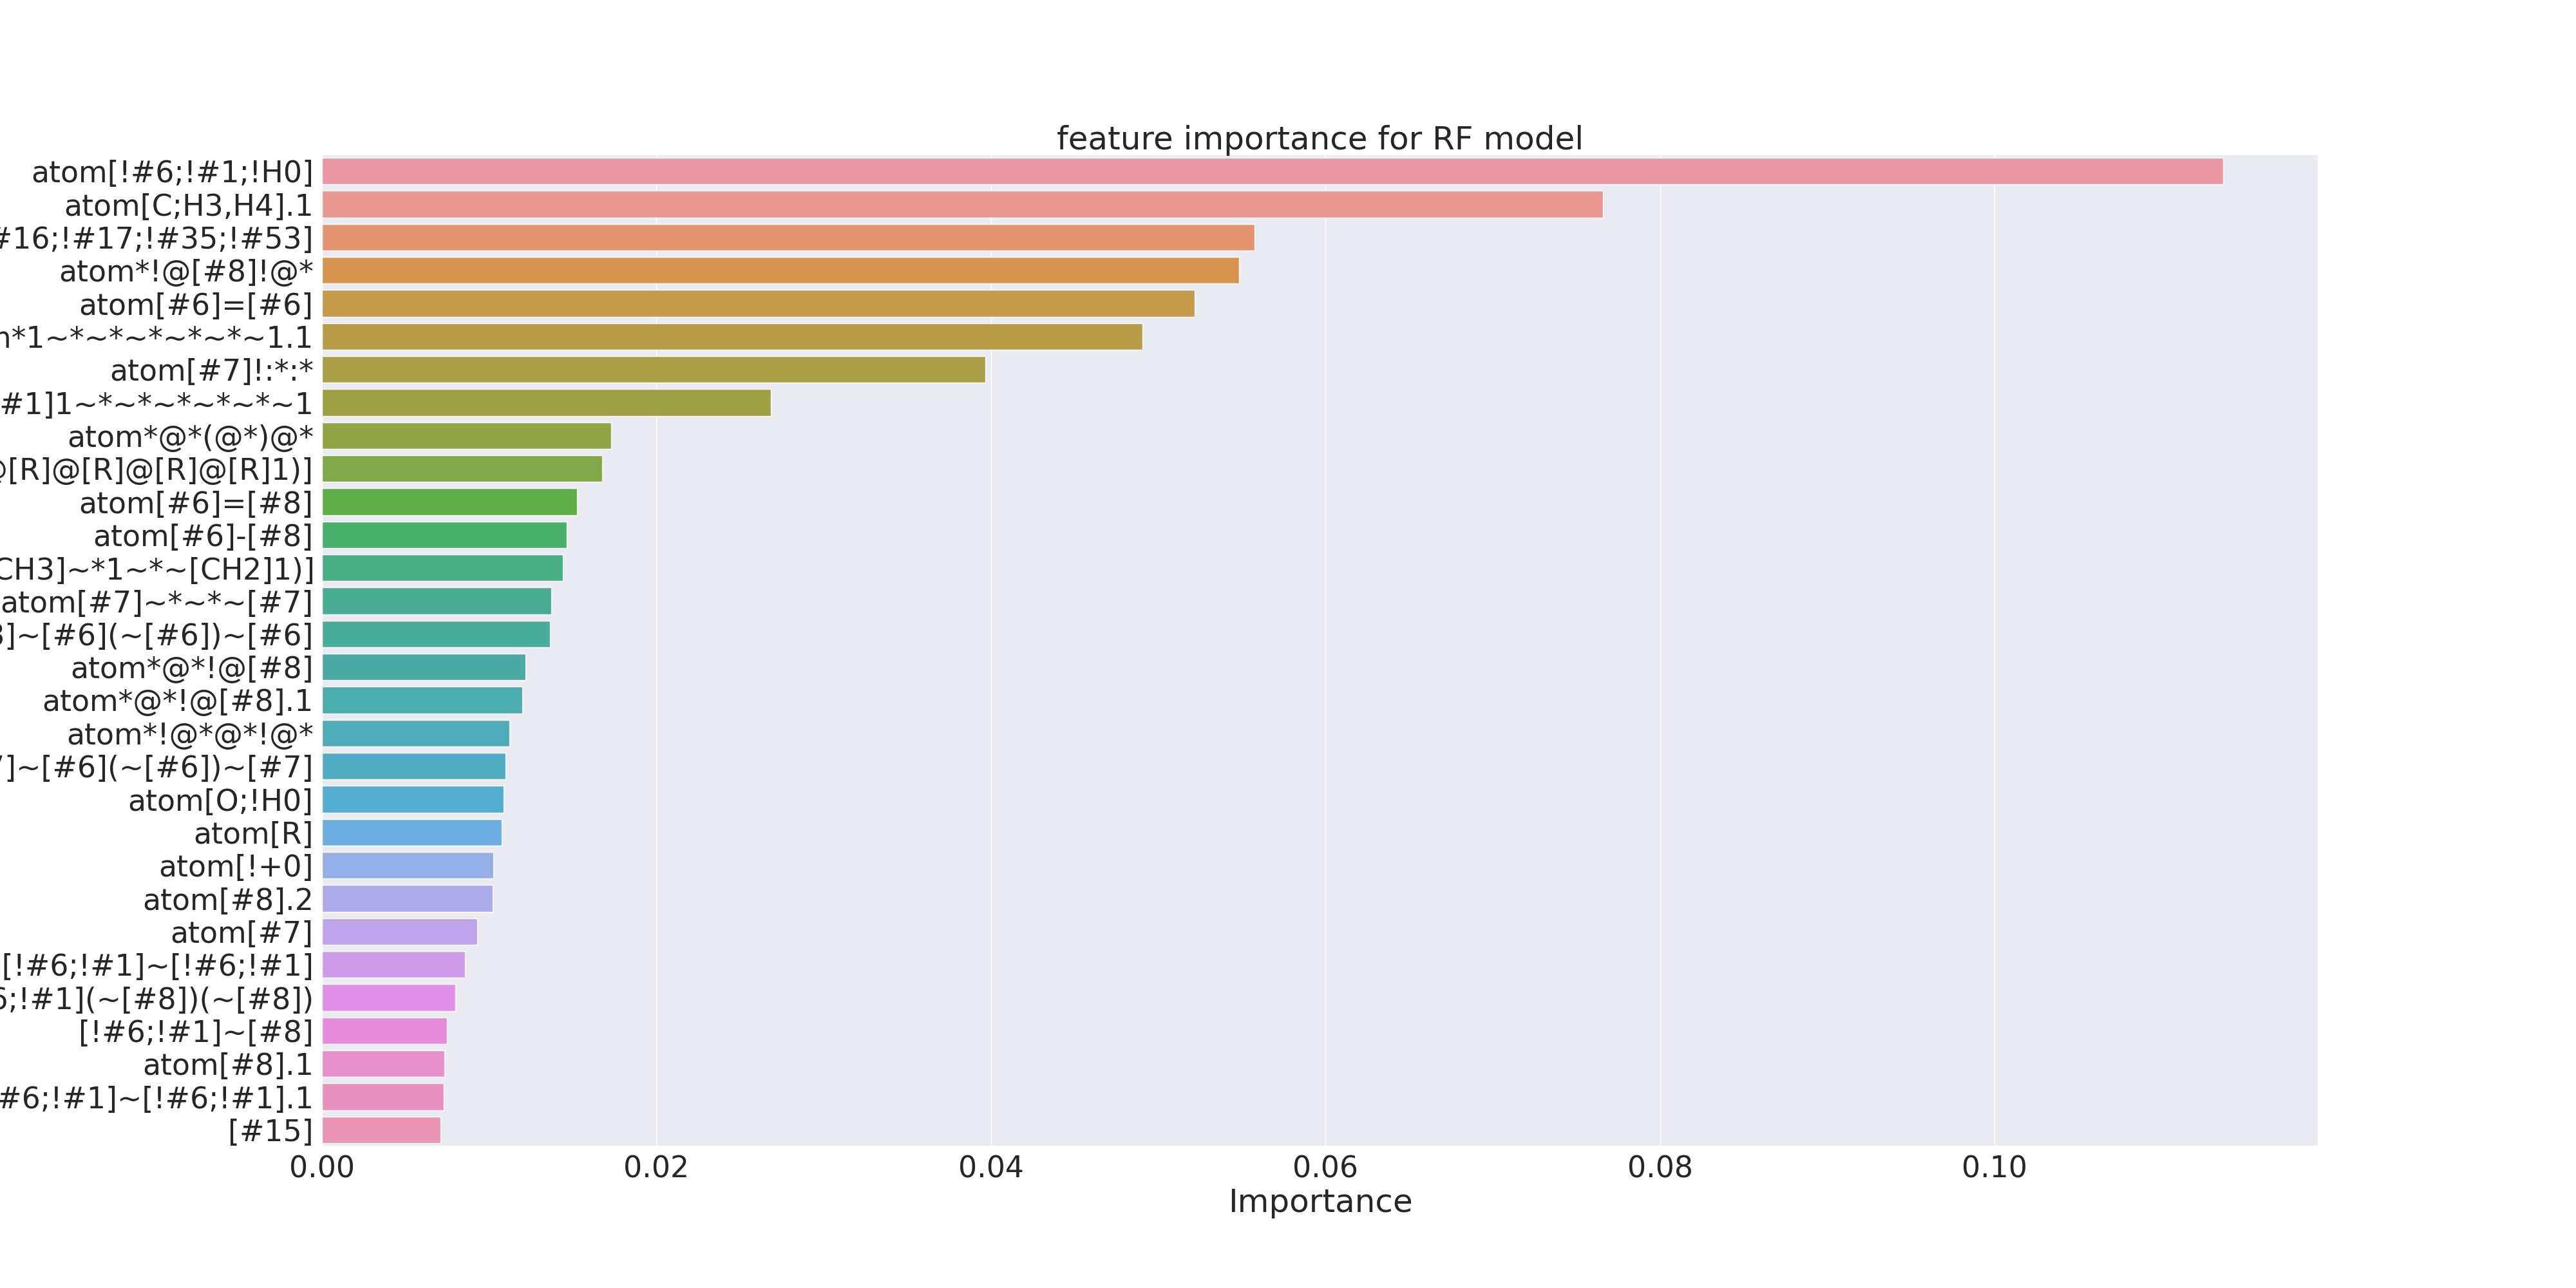 feature importance for RF model
atom[!#6;!#1;!H0]
atom[C;H3,H4].1
#16;!#17;!#35;!#53]
atom*!@[#8]!@*
atom[#6]=[#6]
*1~*~*~*~*~*~1.1
atom[#7]!:*:*
#1]1~*~*~*~*~*~1
atom*@*(@*)@*
@[R]@[R]@[R]@[R]1)]
atom[#6]=[#8]
atom[#6]-[#8]
CH3]~*1~*~[CH2]1)]
atom[#7]~*~*~[#7]
]~[#6](~[#6])~[#6]
atom*@*!@[#8]
atom*@*!@[#8].1
atom*!@*@*!@*
]~[#6](~[#6])~[#7]
atom[O;!H0]
atom[R]
atom[!+0]
atom[#8].2
atom[#7]
[!#6;!#1]~[!#6;!#1]
;!#1](~[#8])(~[#8])
[!#6;!#1]~[#8]
atom[#8].1
#6;!#1]~[!#6;!#1].1
[#15]
0.00 0.02 0.04 0.06 0.08 0.10
Importance